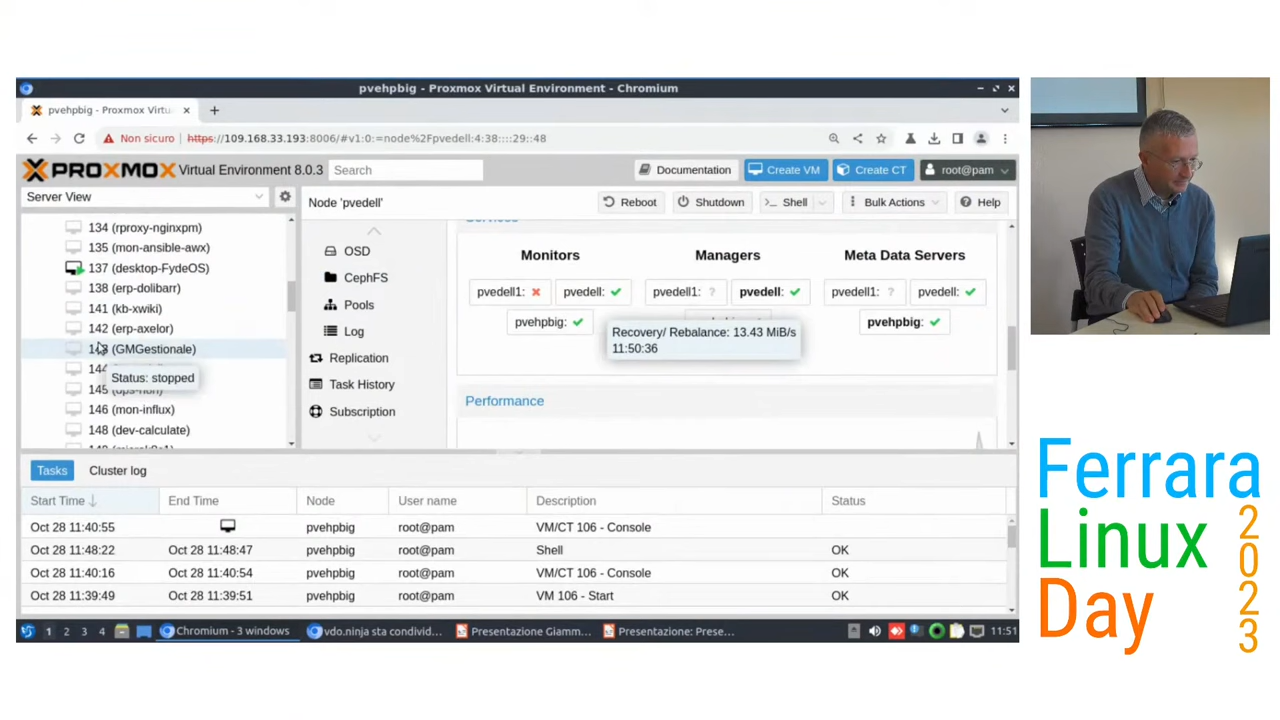 pvehpbig - Proxmox Virtual Environment - Chromium
pvehpbig - Proxmox Virtu
Non sicuro https://109.168.33.193:8006/#v1:0:=node%2Fpvedell:4:38::::29::48
PROXMOX Virtual Environment 8.0.3 Search Documentation Create VM Create CT root@pam
Server View
Node 'pvedell' Reboot Shutdown >_ Shell Bulk Actions Help
134 (rproxy-nginxpm)
135 (mon-ansible-awx)
137 (desktop-FydeOS)
138 (erp-dolibarr)
141 (kb-xwiki)
142 (erp-axelor)
(GMGestionale)
144
Status: stopped
145
146 (mon-influx)
148 (dev-calculate)
OSD
CephFS
Pools
Log
Replication
Task History
Subscription
Services
Monitors Managers Meta Data Servers
pvedell1: pvedell: pvedell1: ? pvedell: pvedell1: ? pvedell:
pvehpbig: pvehpbig:
Recovery/ Rebalance: 13.43 MiB/s
11:50:36
Performance
Tasks Cluster log
Start Time End Time Node User name Description Status
Oct 28 11:40:55 pvehpbig root@pam VM/CT 106 - Console
Oct 28 11:48:22 Oct 28 11:48:47 pvehpbig root@pam Shell OK
Oct 28 11:40:16 Oct 28 11:40:54 pvehpbig root@pam VM/CT 106 - Console OK
Oct 28 11:39:49 Oct 28 11:39:51 pvehpbig root@pam VM 106 - Start OK
1 2 3 4 Chromium - 3 windows vdo.ninja sta condivid... Presentazione Giamm... Presentazione: Prese... 11:51
Ferrara
Linux
Day
2023